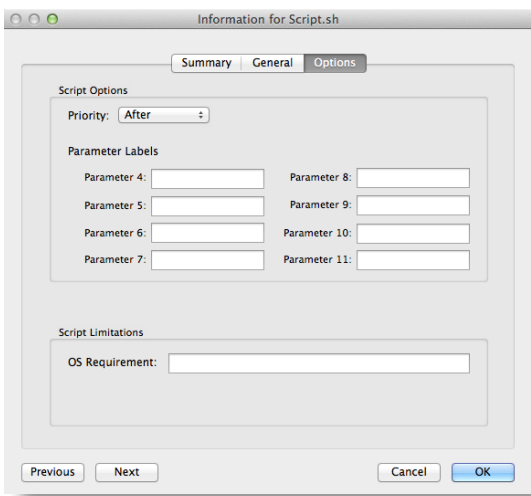 Information for Script.sh
Summary General Options
Script Options
Priority: After
Parameter Labels
Parameter 4: Parameter 8:
Parameter 5: Parameter 9:
Parameter 6: Parameter 10:
Parameter 7: Parameter 11:
Script Limitations
OS Requirement:
Previous Next Cancel OK